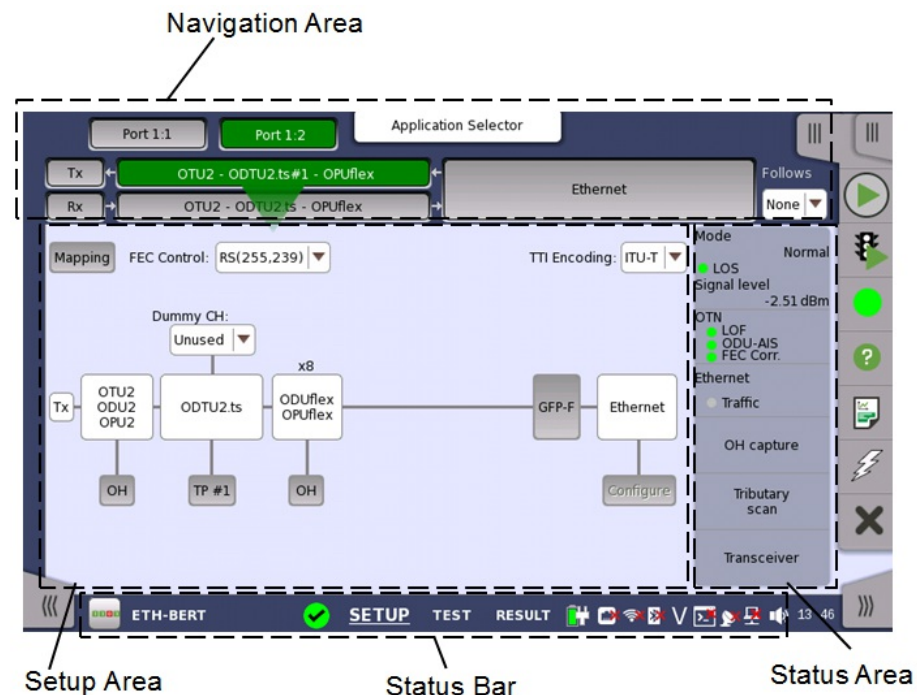 Navigation Area
Port 1:1
Port 1:2
Application Selector
Tx
OTU2 - ODTU2.ts#1 - OPUflex
Ethernet
Follows
Rx
OTU2 - ODTU2.ts - OPUflex
None
Mapping
FEC Control:
RS(255,239)
TTI Encoding:
ITU-T
Mode
Normal
LOS
Signal level
-2.51 dBm
OTN
LOF
ODU-AIS
FEC Corr.
Ethernet
Traffic
OH capture
Tributary
scan
Transceiver
Dummy CH:
Unused
x8
Tx
OTU2
ODU2
OPU2
ODTU2.ts
ODUflex
OPUflex
GFP-F
Ethernet
OH
TP #1
OH
Configure
ETH-BERT
SETUP
TEST
RESULT
V
13 46
Setup Area
Status Bar
Status Area